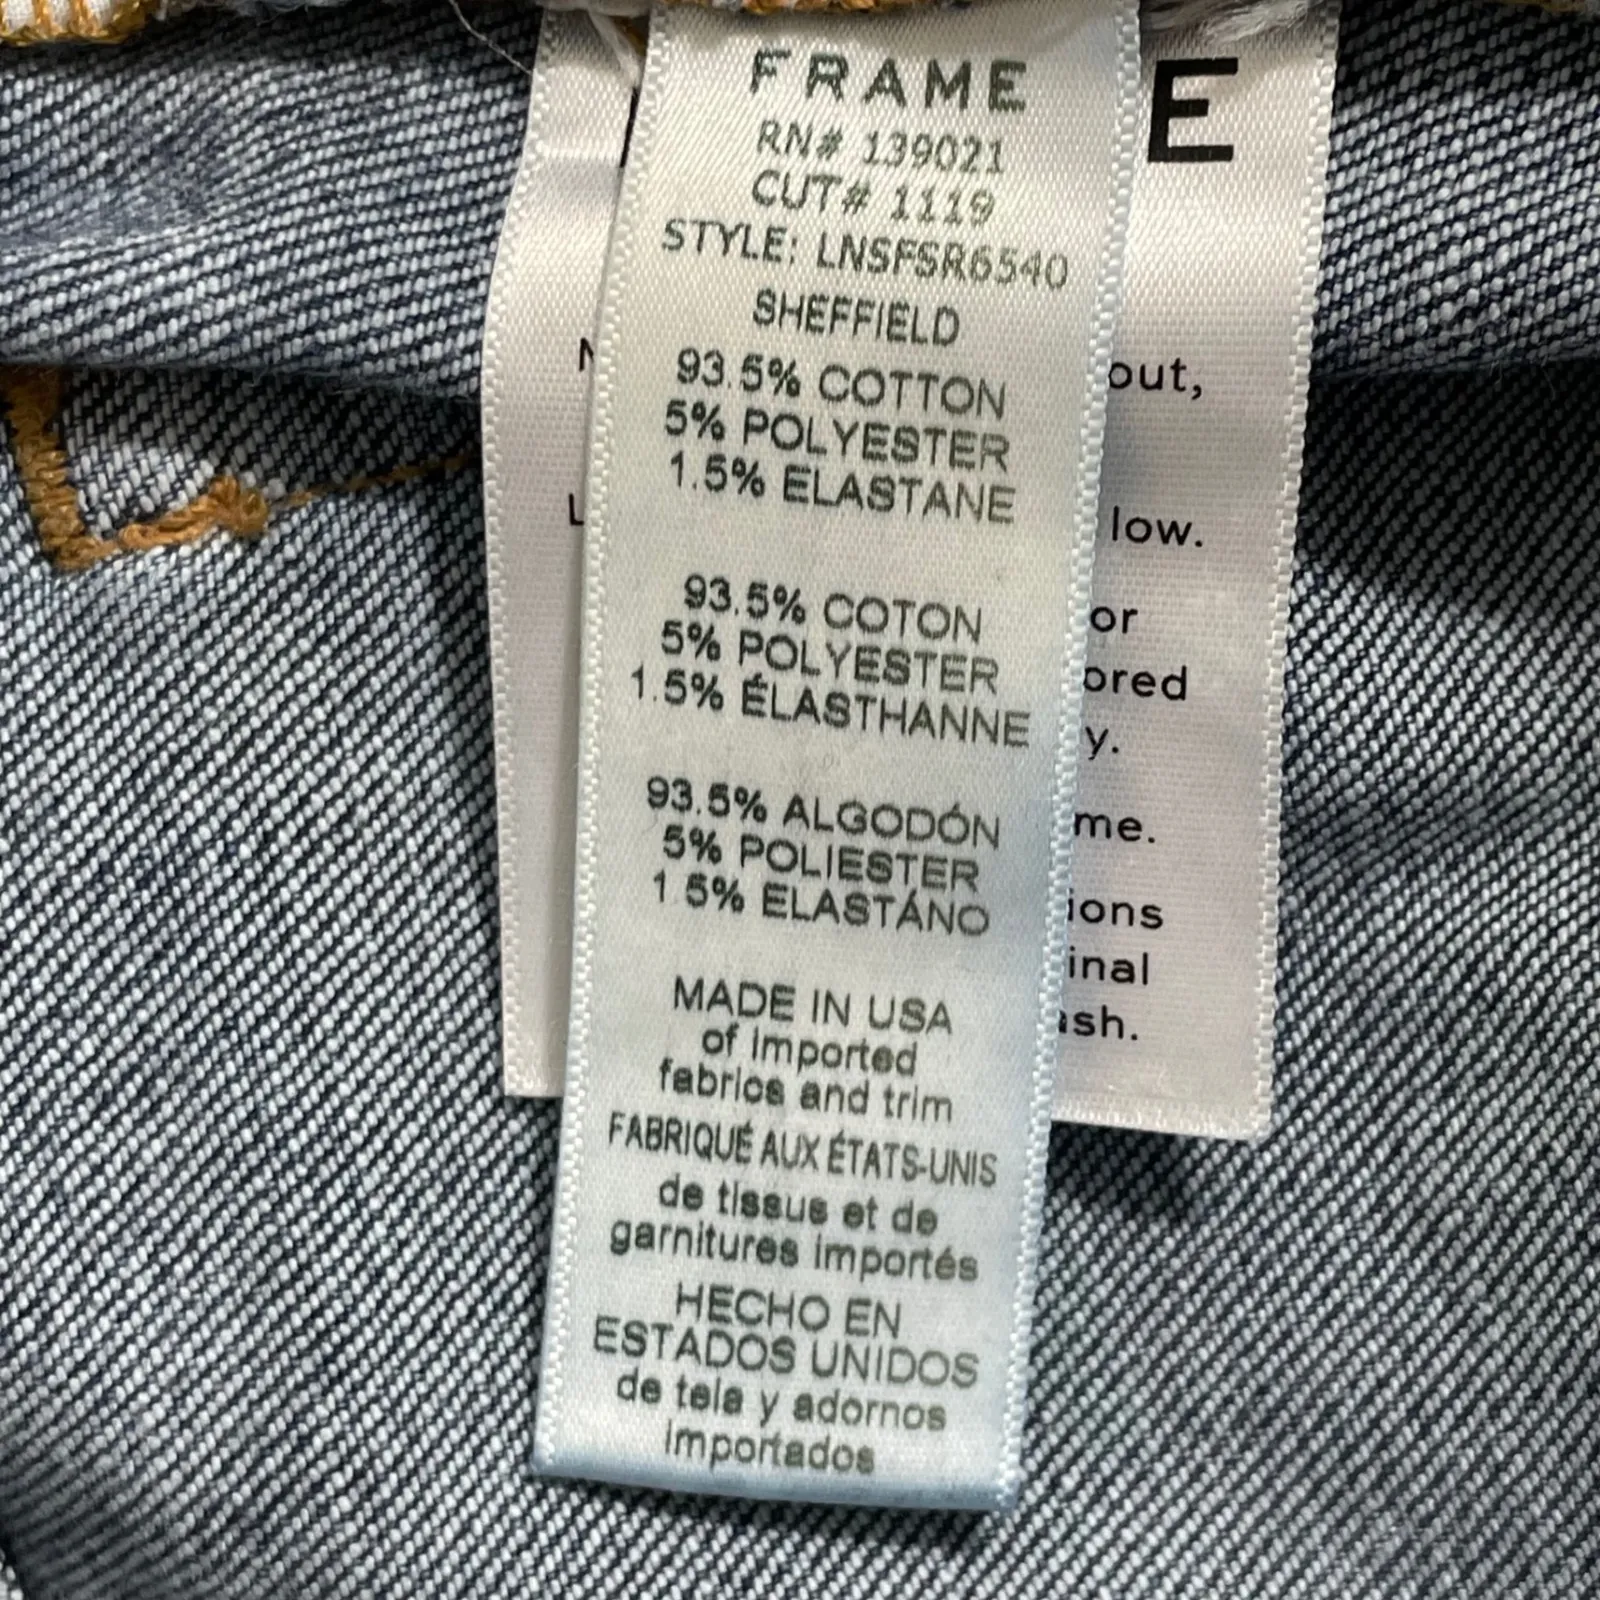 FRAME
RN# 139021
CUT# 1119
STYLE: LNSFSR6540
SHEFFIELD
93.5% COTTON
5% POLYESTER
1.5% ELASTANE
93.5% COTON
5% POLYESTER
1.5% ÉLASTHANNE
93.5% ALGODÓN
5% POLIESTER
1.5% ELASTÁNO
MADE IN USA
of imported
fabrics and trim
FABRIQUÉ AUX ÉTATS-UNIS
de tissus et de
garnitures importés
HECHO EN
ESTADOS UNIDOS
de tela y adornos
importados
E
out,
low.
or
ored
y.
me.
ions
inal
ash.